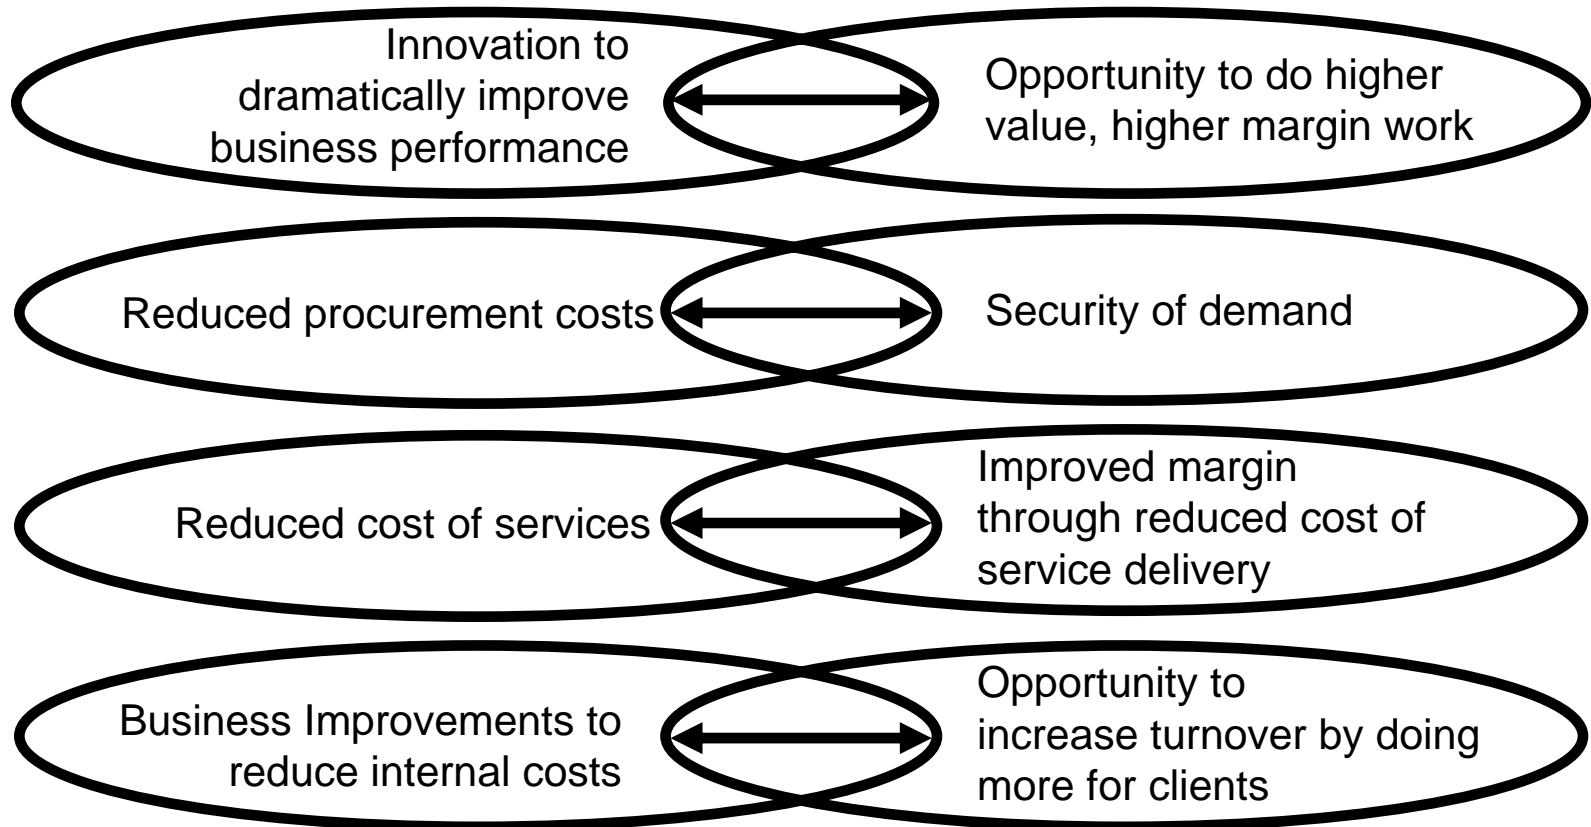 Innovation to
dramatically improve
business performance
Opportunity to do higher
value, higher margin work
Reduced procurement costs
Security of demand
Reduced cost of services
Improved margin
through reduced cost of
service delivery
Business Improvements to
reduce internal costs
Opportunity to
increase turnover by doing
more for clients